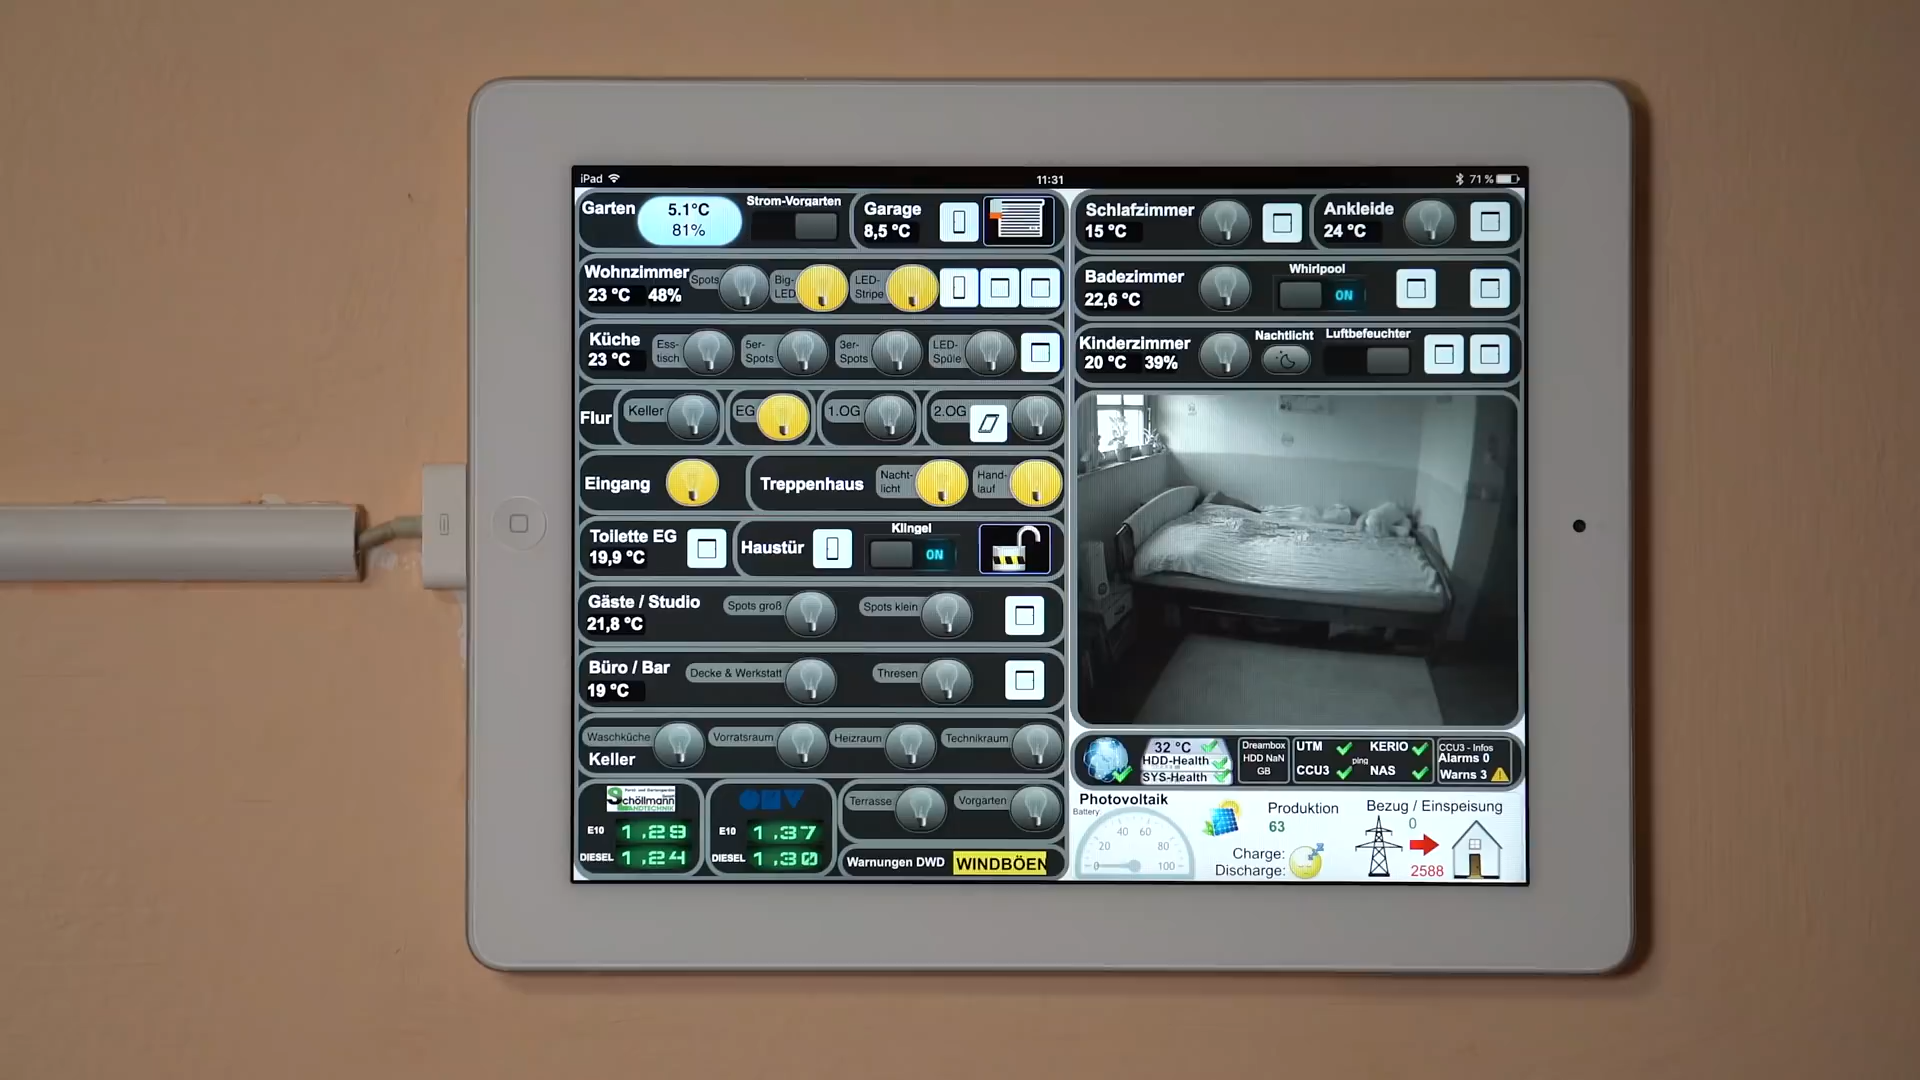 iPad
11:31
71 %
Garten
5.1°C
81%
Strom-Vorgarten
Garage
8,5 °C
Wohnzimmer
23 °C 48%
Spots
Big-
LED
LED-
Stripe
Küche
23 °C
Ess-
tisch
5er-
Spots
3er-
Spots
LED-
Spüle
Flur
Keller
EG
1.OG
2.OG
Eingang
Treppenhaus
Nacht-
licht
Hand-
lauf
Toilette EG
19,9 °C
Haustür
Klingel
ON
Gäste / Studio
21,8 °C
Spots groß
Spots klein
Büro / Bar
19 °C
Decke & Werkstatt
Thresen
Waschküche
Vorratsraum
Heizraum
Technikraum
Keller
Schöllmann
LANDTECHNIK
E10 1,29
DIESEL 1,24
OMV
E10 1,37
DIESEL 1,30
Terrasse
Vorgarten
Warnungen DWD WINDBÖEN
Schlafzimmer
15 °C
Ankleide
24 °C
Badezimmer
22,6 °C
Whirlpool
ON
Kinderzimmer
20 °C 39%
Nachtlicht
Luftbefeuchter
32 °C
HDD-Health
SYS-Health
Dreambox
HDD NaN
GB
UTM
KERIO
ping
CCU3
NAS
CCU3 - Infos
Alarms 0
Warns 3
Photovoltaik
Battery:
0 20 40 60 80 100
Produktion
63
Charge:
Discharge:
Bezug / Einspeisung
0
2588